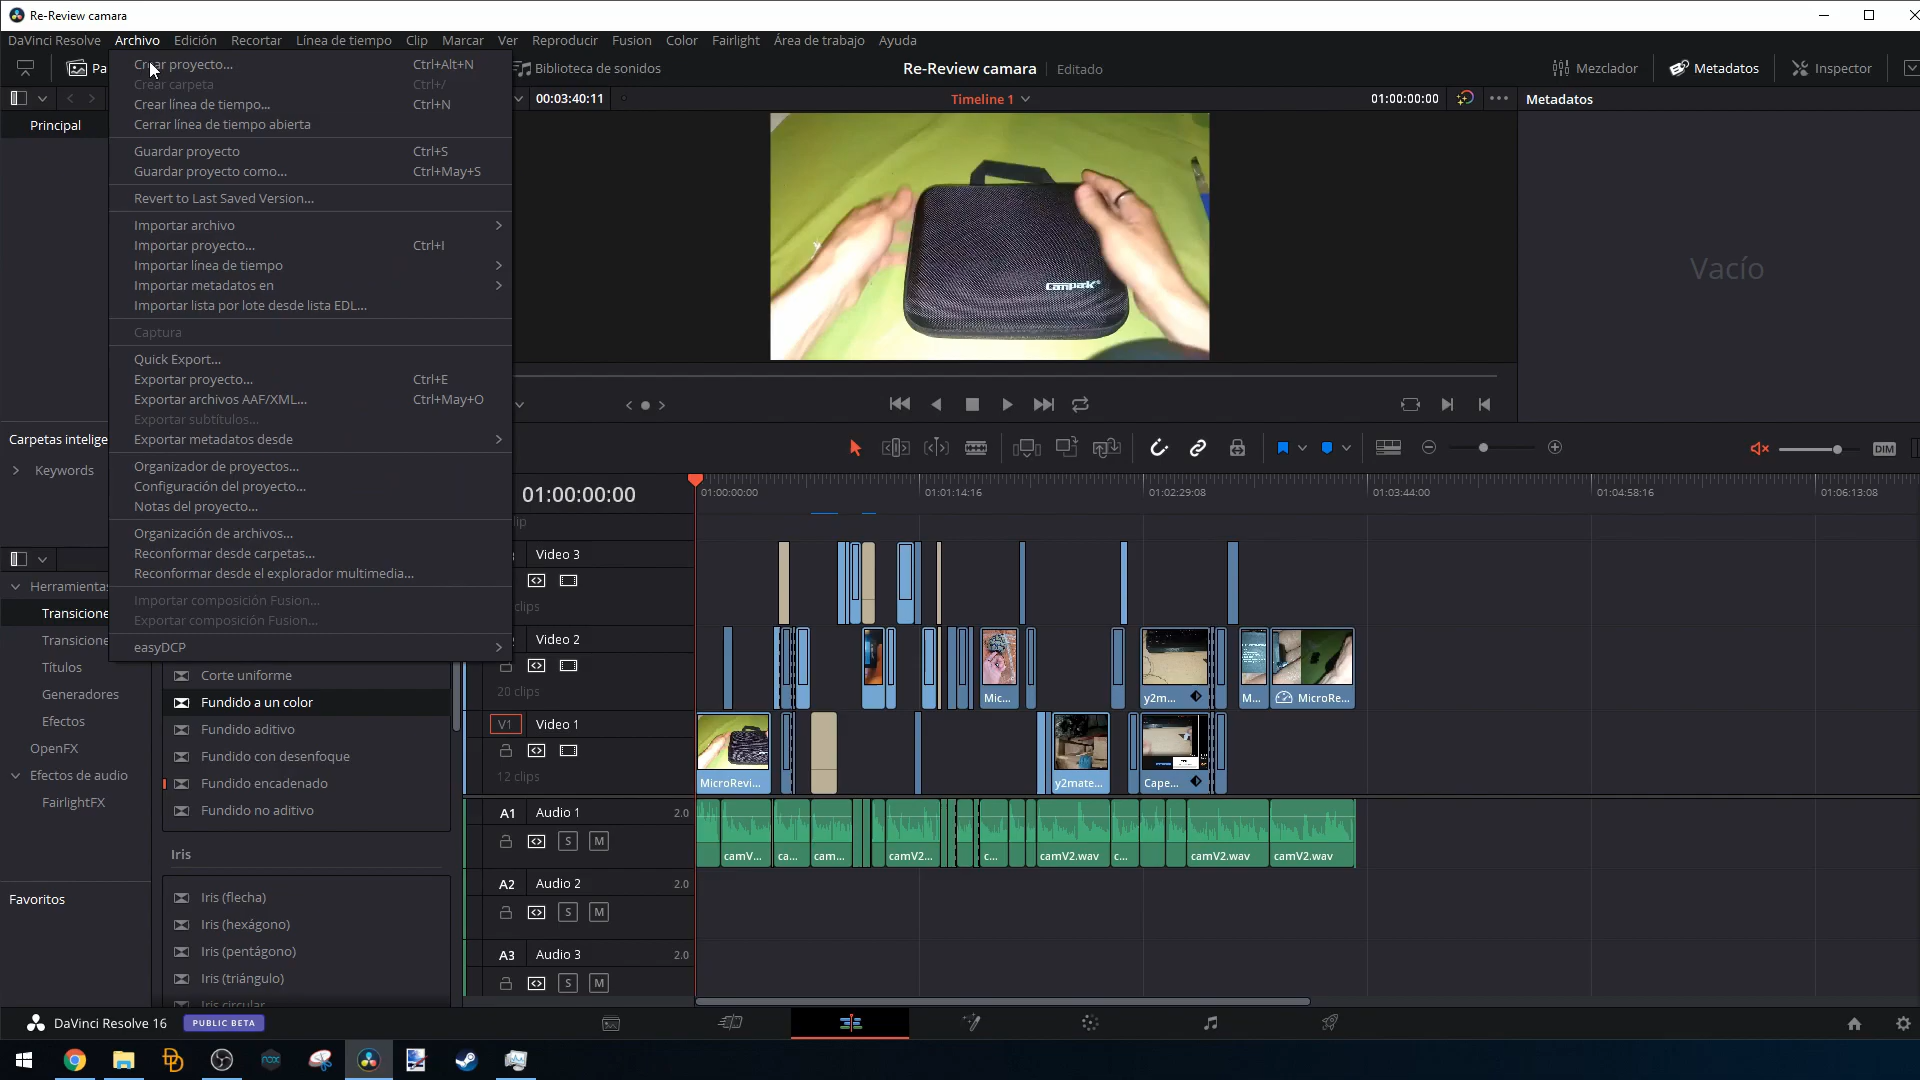 Re-Review camara
DaVinci Resolve Archivo Edición Recortar Línea de tiempo Clip Marcar Ver Reproducir Fusion Color Fairlight Área de trabajo Ayuda
Biblioteca de sonidos Re-Review camara Editado Mezclador Metadatos Inspector
00:03:40:11 Timeline 1 01:00:00:00 Metadatos
Principal
Crear proyecto... Ctrl+Alt+N
Crear carpeta Ctrl+/
Crear línea de tiempo... Ctrl+N
Cerrar línea de tiempo abierta
Guardar proyecto Ctrl+S
Guardar proyecto como... Ctrl+May+S
Revert to Last Saved Version...
Importar archivo
Importar proyecto... Ctrl+I
Importar línea de tiempo
Importar metadatos en
Importar lista por lote desde lista EDL...
Captura
Quick Export...
Exportar proyecto... Ctrl+E
Exportar archivos AAF/XML... Ctrl+May+O
Exportar subtítulos...
Exportar metadatos desde
Organizador de proyectos...
Configuración del proyecto...
Notas del proyecto...
Organización de archivos...
Reconformar desde carpetas...
Reconformar desde el explorador multimedia...
Importar composición Fusion...
Exportar composición Fusion...
easyDCP
Campark
Vacío
Carpetas intelige
Keywords
DIM
01:00:00:00
01:00:00:00 01:01:14:16 01:02:29:08 01:03:44:00 01:04:58:16 01:06:13:08
Herramientas
Transicione
Transicione
Títulos
Generadores
Efectos
OpenFX
Efectos de audio
FairlightFX
Favoritos
Corte uniforme
Fundido a un color
Fundido aditivo
Fundido con desenfoque
Fundido encadenado
Fundido no aditivo
Iris
Iris (flecha)
Iris (hexágono)
Iris (pentágono)
Iris (triángulo)
Iris circular
Video 3
clips
Video 2
20 clips
Mic... y2m... M... MicroRe...
V1 Video 1
12 clips
MicroRevi... y2mate... Cape...
A1 Audio 1 2.0
S M
camV... ca... cam... camV2... c... camV2.wav c... camV2.wav camV2.wav
A2 Audio 2 2.0
S M
A3 Audio 3 2.0
S M
DaVinci Resolve 16 PUBLIC BETA